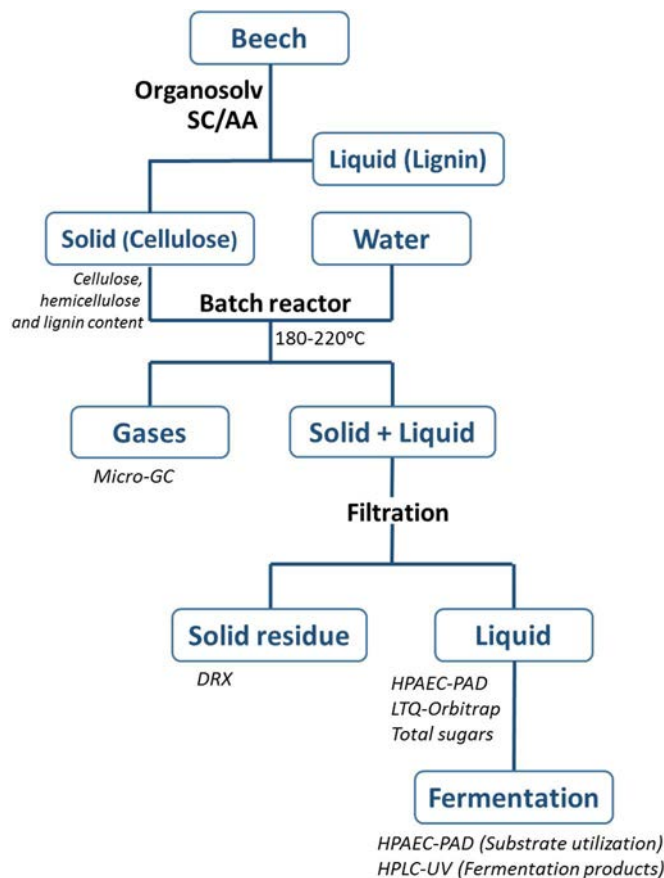 Beech
Organosolv
SC/AA
Liquid (Lignin)
Solid (Cellulose)
Water
Cellulose,
hemicellulose
and lignin content
Batch reactor
180-220ºC
Gases
Solid + Liquid
Micro-GC
Filtration
Solid residue
Liquid
DRX
HPAEC-PAD
LTQ-Orbitrap
Total sugars
Fermentation
HPAEC-PAD (Substrate utilization)
HPLC-UV (Fermentation products)